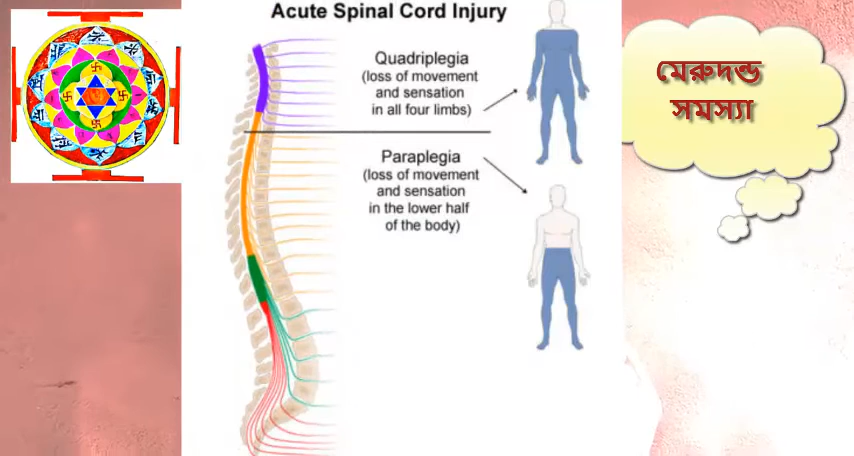 Acute Spinal Cord Injury
Quadriplegia
(loss of movement
and sensation
in all four limbs)
Paraplegia
(loss of movement
and sensation
in the lower half
of the body)
মেরুদন্ড
সমস্যা